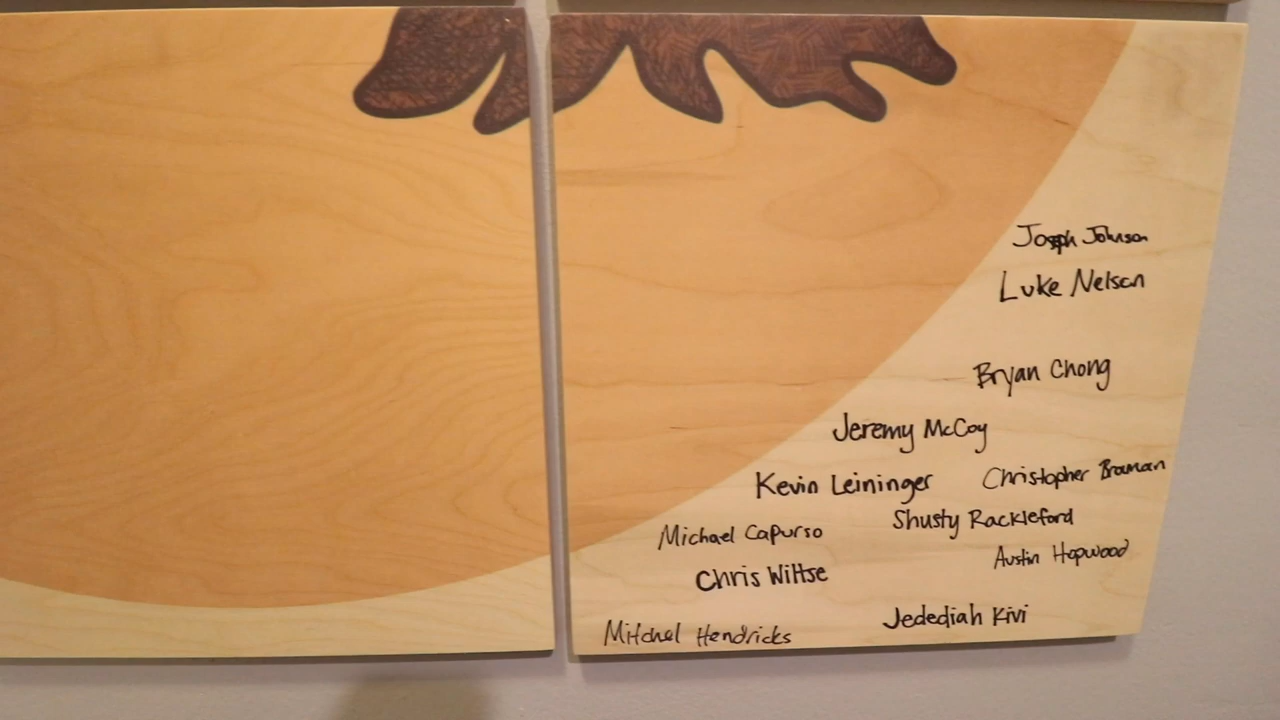 Joseph Johnson
Luke Nelson
Bryan Chong
Jeremy McCoy
Kevin Leininger
Christopher Brauman
Michael Capurso
Shusty Rackleford
Austin Hopwood
Chris Wiltse
Jedediah Kivi
Mitchel Hendricks